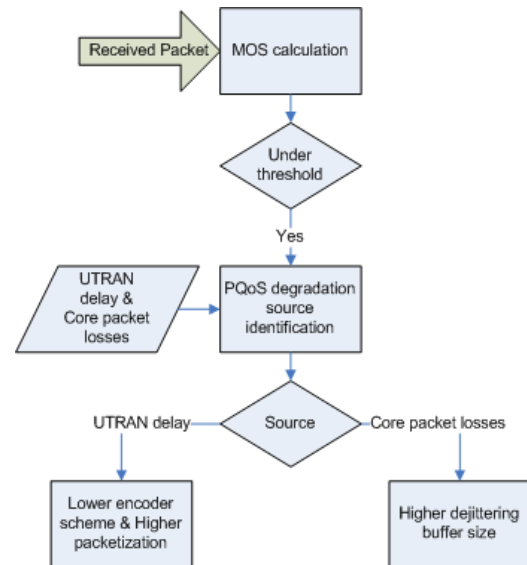 Received Packet
MOS calculation
Under
threshold
Yes
UTRAN
delay &
Core packet
losses
PQoS degradation
source
identification
UTRAN delay
Source
Core packet losses
Lower encoder
scheme & Higher
packetization
Higher dejittering
buffer size